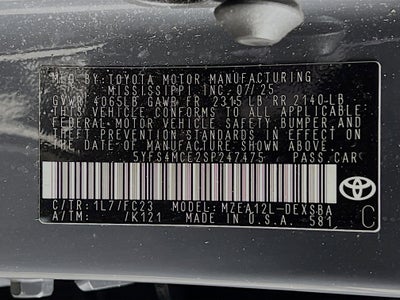 MFD. BY: TOYOTA MOTOR MANUFACTURING
MISSISSIPPI, INC. 07/25
GVWR 4065LB GAWR FR 2315 LB RR 2140 LB
THIS VEHICLE CONFORMS TO ALL APPLICABLE
FEDERAL MOTOR VEHICLE SAFETY, BUMPER, AND
THEFT PREVENTION STANDARDS IN EFFECT ON
THE DATE OF MANUFACTURE SHOWN ABOVE.
5YFS4MCE2SP247475 PASS.CAR
C/TR: 1L7/FC23 MODEL: MZEA12L-DEXSBA
A/TM: /K121 MADE IN U.S.A. 581
C